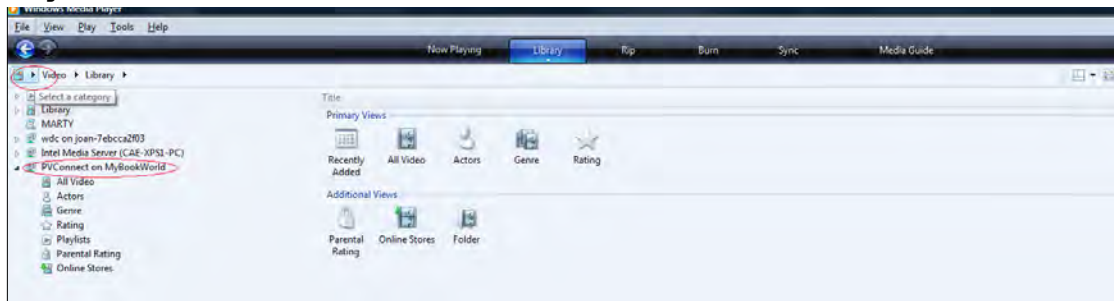 Windows Media Player
File View Play Tools Help
Now Playing Library Rip Burn Sync Media Guide
Video Library
Select a category
Library
MARTY
wdc on joan-7ebcca2f03
Intel Media Server (CAE-XPS1-PC)
PVConnect on MyBookWorld
All Video
Actors
Genre
Rating
Playlists
Parental Rating
Online Stores
Title
Primary Views
Recently Added
All Video
Actors
Genre
Rating
Additional Views
Parental Rating
Online Stores
Folder